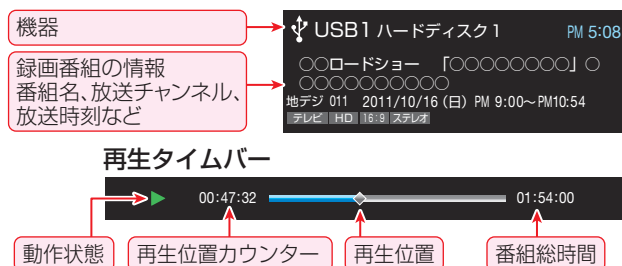 機器
USB1 ハードディスク1 PM 5:08
録画番組の情報
番組名、放送チャンネル、
放送時刻など
○○ロードショー 「○○○○○○○○」○
○○○○○○○○○○
地デジ 011 2011/10/16 (日) PM 9:00～PM10:54
テレビ HD 16:9 ステレオ
再生タイムバー
00:47:32 01:54:00
動作状態 再生位置カウンター 再生位置 番組総時間